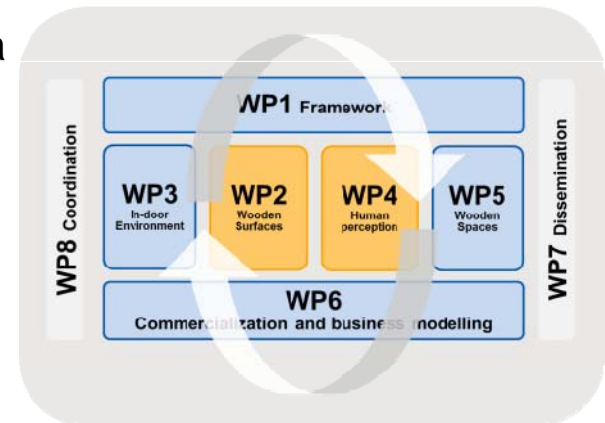 a
WP1 Framework
WP8 Coordination
WP3
In-door
Environment
WP2
Wooden
Surfaces
WP4
Human
perception
WP5
Wooden
Spaces
WP7 Dissemination
WP6
Commercialization and business modelling